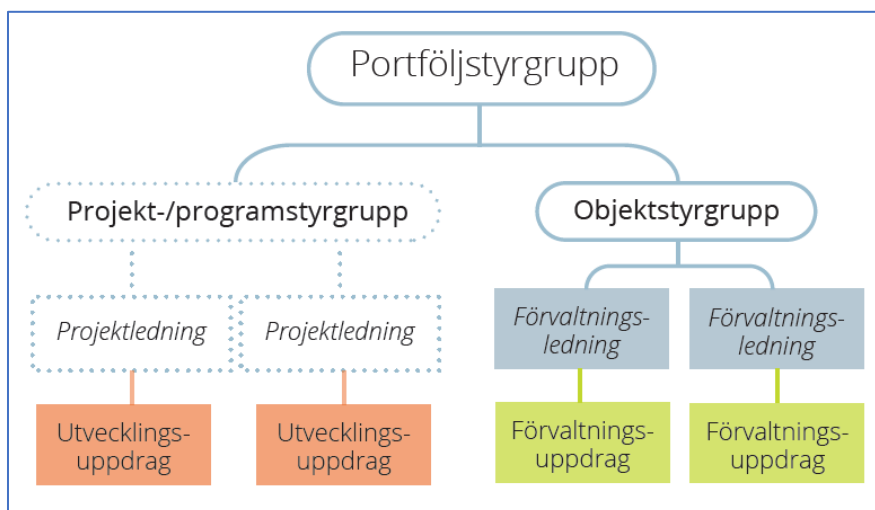 Portföljstyrgrupp
Projekt-/programstyrgrupp
Objektstyrgrupp
Projektledning
Projektledning
Förvaltnings-
ledning
Förvaltnings-
ledning
Utvecklings-
uppdrag
Utvecklings-
uppdrag
Förvaltnings-
uppdrag
Förvaltnings-
uppdrag